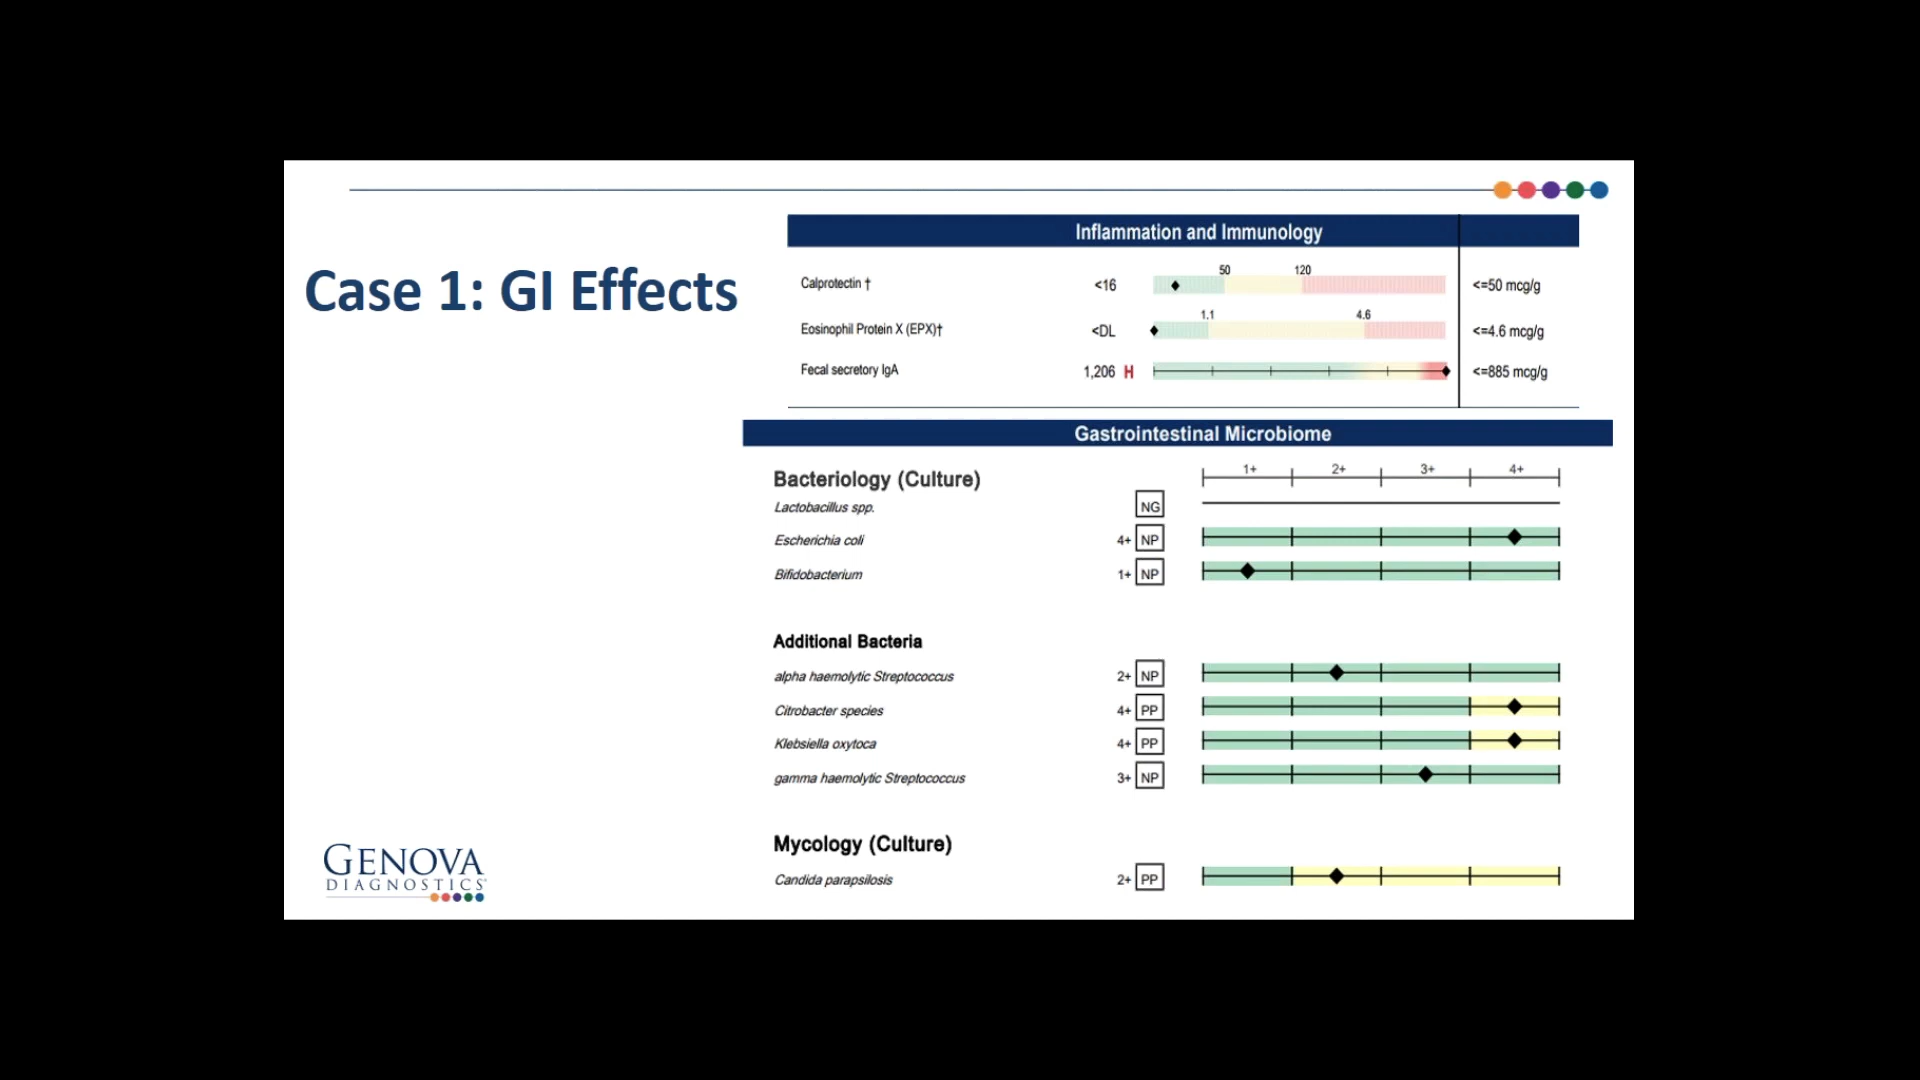 Case 1: GI Effects
Inflammation and Immunology
Calprotectin † <16 50 120 <=50 mcg/g
Eosinophil Protein X (EPX)† <DL 1.1 4.6 <=4.6 mcg/g
Fecal secretory IgA 1,206 H <=885 mcg/g
Gastrointestinal Microbiome
Bacteriology (Culture) 1+ 2+ 3+ 4+
Lactobacillus spp. NG
Escherichia coli 4+ NP
Bifidobacterium 1+ NP
Additional Bacteria
alpha haemolytic Streptococcus 2+ NP
Citrobacter species 4+ PP
Klebsiella oxytoca 4+ PP
gamma haemolytic Streptococcus 3+ NP
Mycology (Culture)
Candida parapsilosis 2+ PP
GENOVA
DIAGNOSTICS